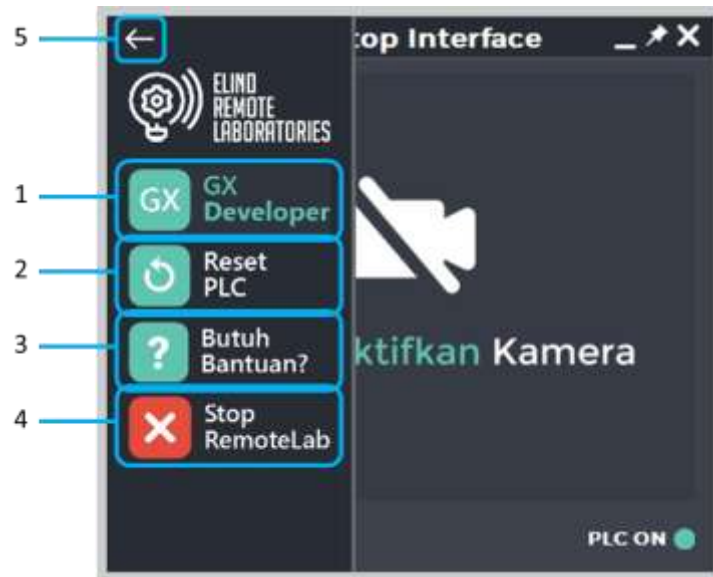 5
top Interface
ELIND
REMOTE
LABORATORIES
1
GX
GX
Developer
2
Reset
PLC
3
?
Butuh
Bantuan?
ktifkan Kamera
4
Stop
RemoteLab
PLC ON